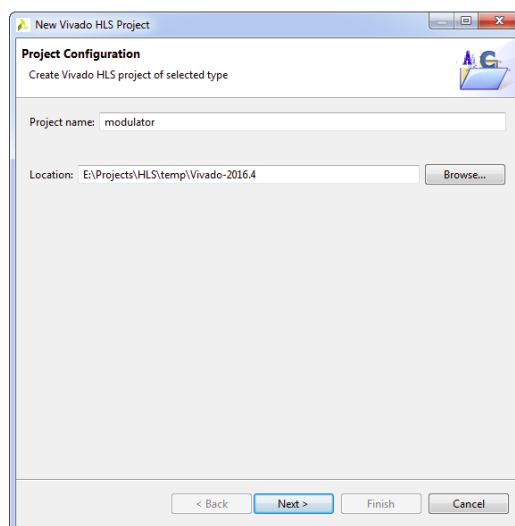 New Vivado HLS Project
Project Configuration
Create Vivado HLS project of selected type
Project name: modulator
Location: E:\Projects\HLS\temp\Vivado-2016.4 Browse...
< Back Next > Finish Cancel